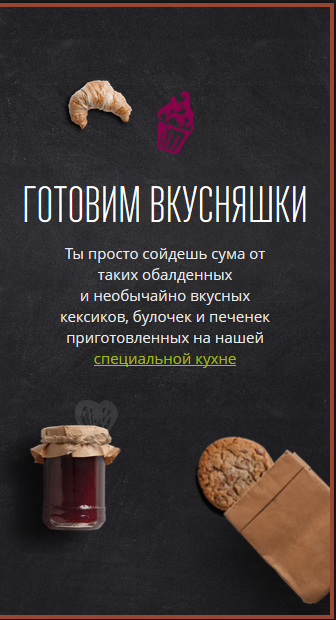 ГОТОВИМ ВКУСНЯШКИ
Ты просто сойдешь сума от
таких обалденных
и необычайно вкусных
кексиков, булочек и печенек
приготовленных на нашей
специальной кухне